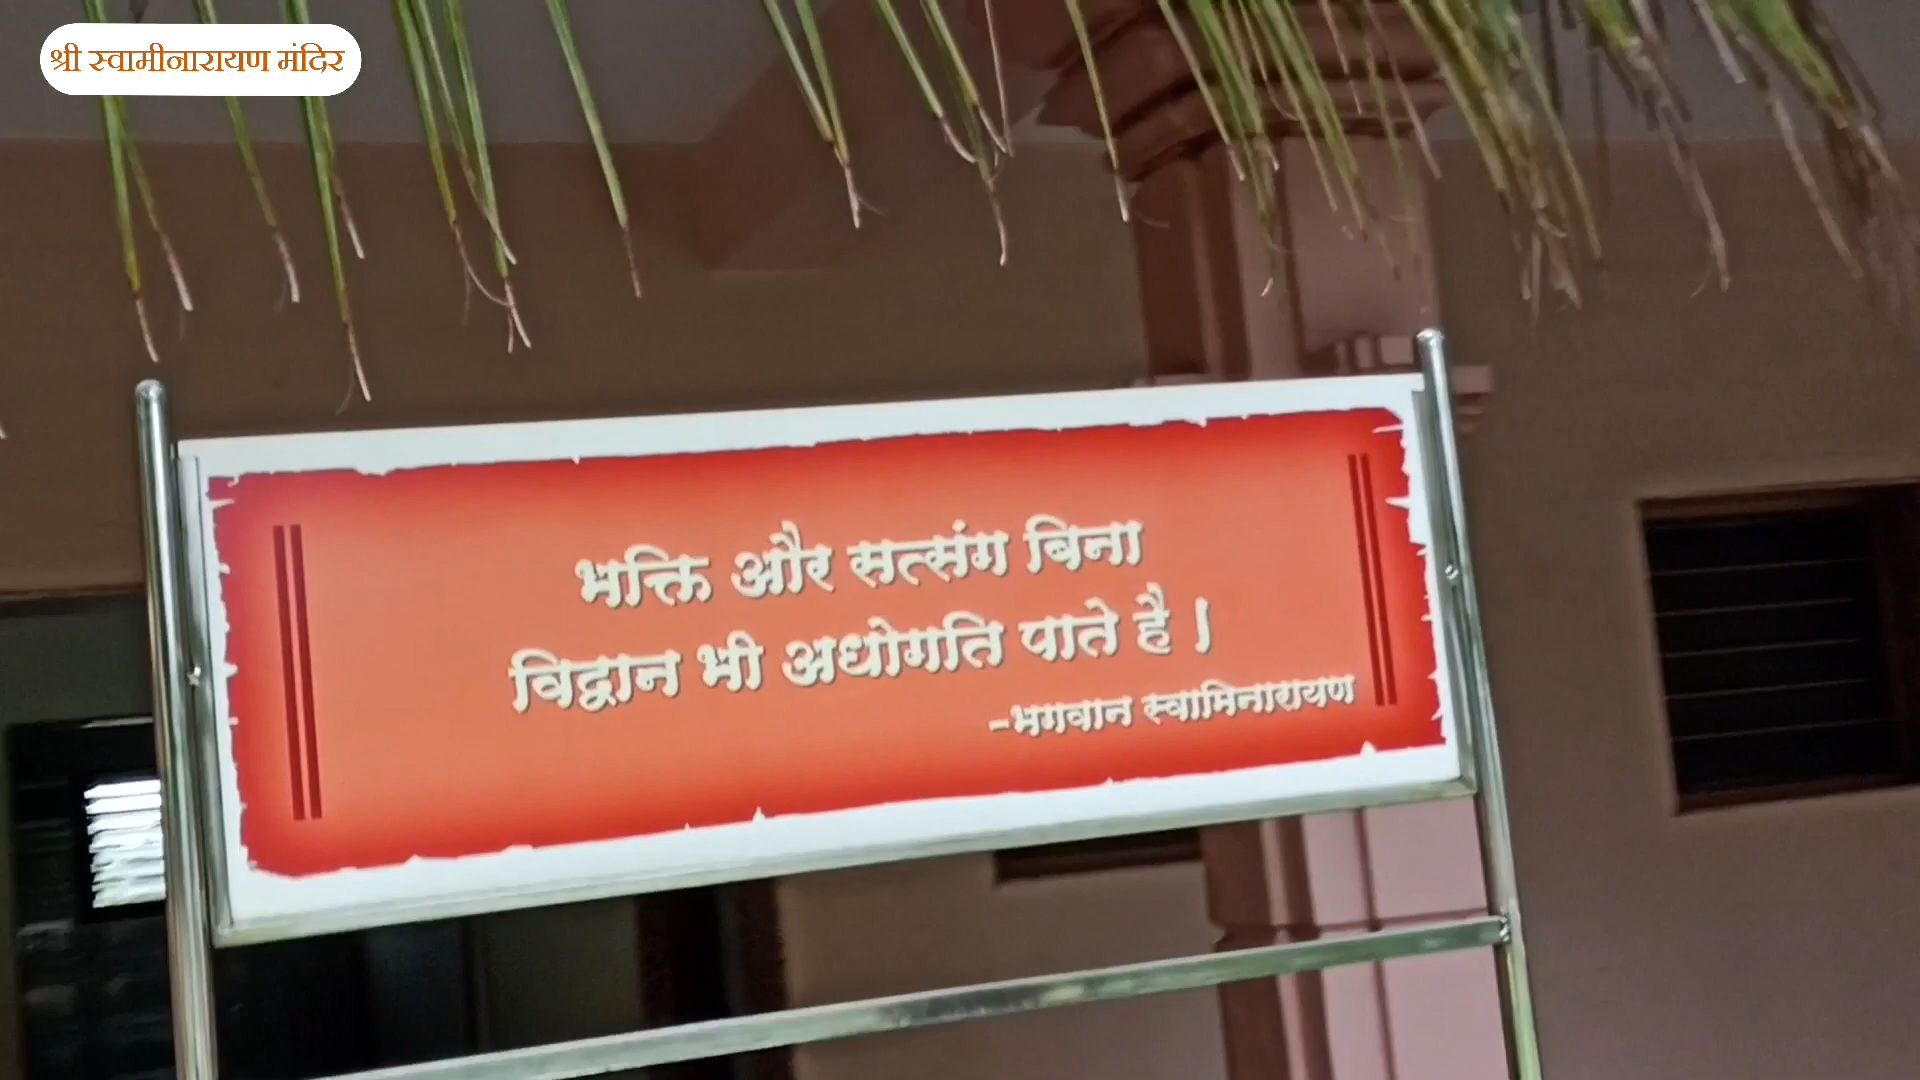 श्री स्वामीनारायण मंदिर
भक्ति और सत्संग बिना
विद्वान भी अधोगति पाते है ।
-भगवान स्वामिनारायण